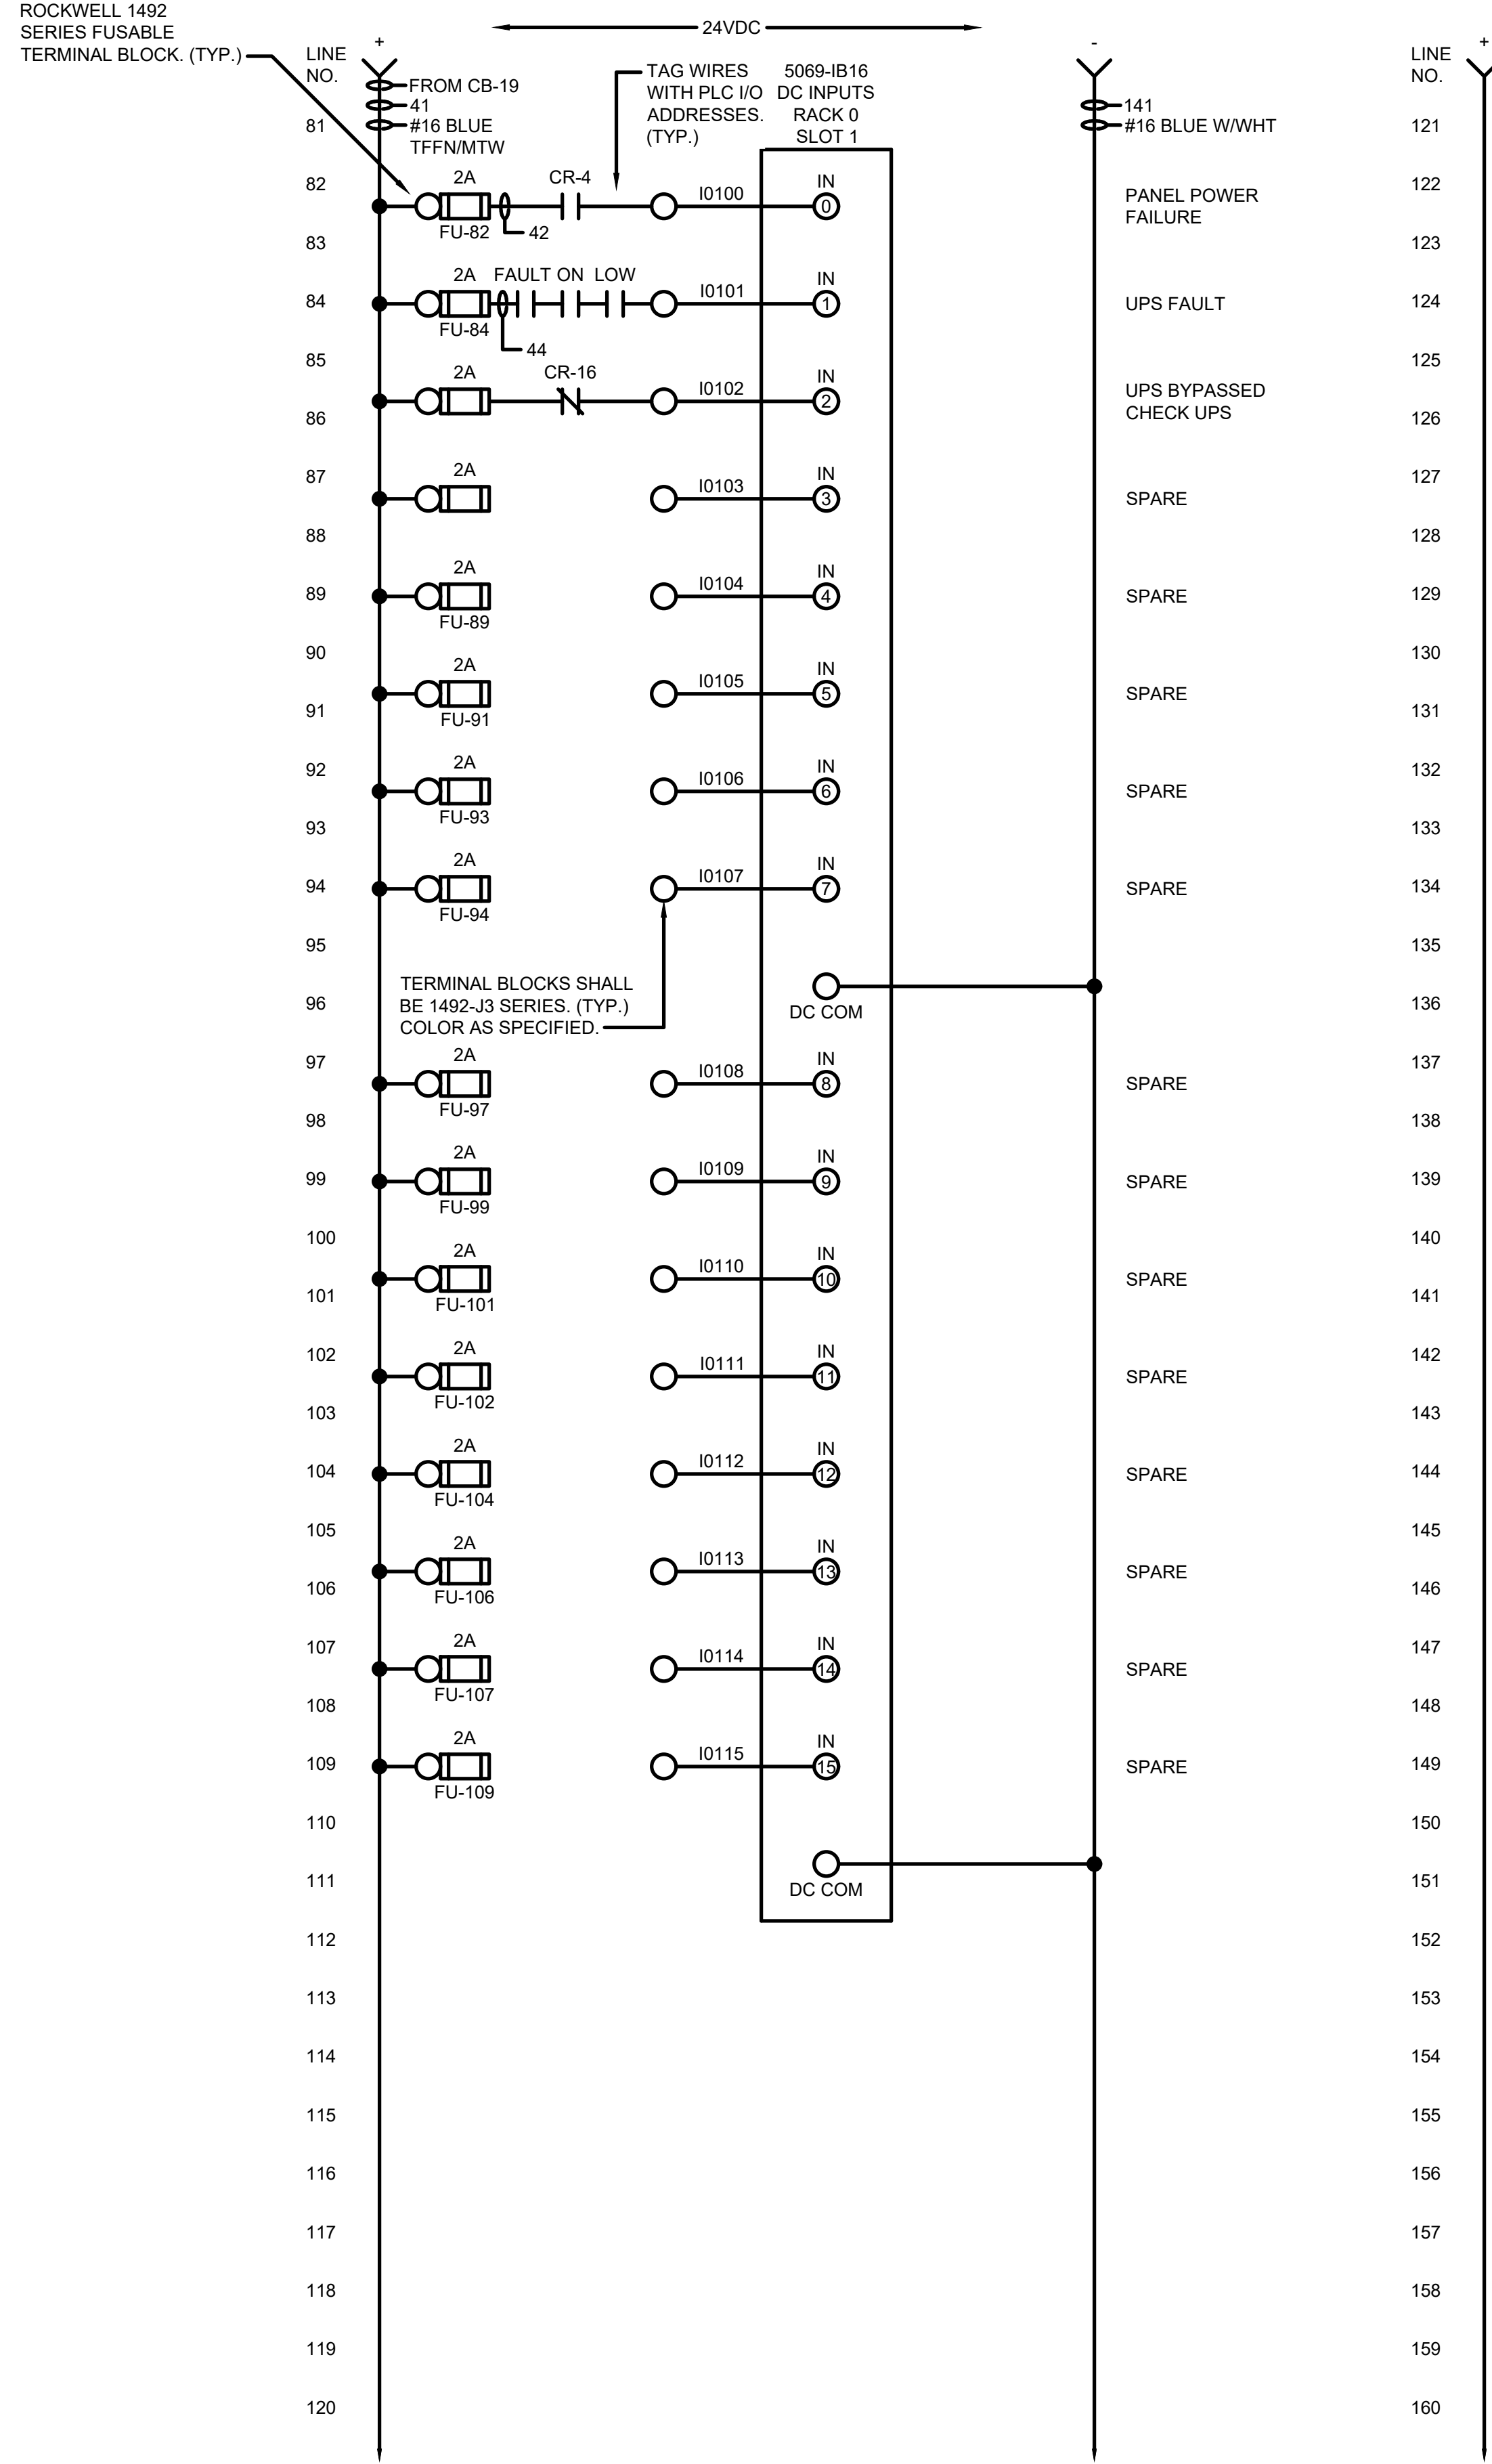 ROCKWELL 1492
SERIES FUSABLE
TERMINAL BLOCK. (TYP.)
24VDC
LINE
NO.
+
-
LINE
NO.
+
FROM CB-19
41
#16 BLUE
TFFN/MTW
TAG WIRES
WITH PLC I/O
ADDRESSES.
(TYP.)
5069-IB16
DC INPUTS
RACK 0
SLOT 1
141
#16 BLUE W/WHT
81
121
82
2A
CR-4
I0100
IN
0
PANEL POWER
FAILURE
122
FU-82
42
83
123
84
2A
FAULT ON LOW
I0101
IN
1
UPS FAULT
124
FU-84
44
85
125
2A
CR-16
I0102
IN
2
UPS BYPASSED
CHECK UPS
86
126
87
2A
I0103
IN
3
SPARE
127
88
128
89
2A
I0104
IN
4
SPARE
129
FU-89
90
130
2A
I0105
IN
5
SPARE
91
FU-91
131
92
2A
I0106
IN
6
SPARE
132
FU-93
93
133
94
2A
I0107
IN
7
SPARE
134
FU-94
95
135
TERMINAL BLOCKS SHALL
BE 1492-J3 SERIES. (TYP.)
COLOR AS SPECIFIED.
96
DC COM
136
97
2A
I0108
IN
8
SPARE
137
FU-97
98
138
99
2A
I0109
IN
9
SPARE
139
FU-99
100
140
2A
I0110
IN
10
SPARE
101
FU-101
141
102
2A
I0111
IN
11
SPARE
142
FU-102
103
143
104
2A
I0112
IN
12
SPARE
144
FU-104
105
145
2A
I0113
IN
13
SPARE
106
FU-106
146
107
2A
I0114
IN
14
SPARE
147
FU-107
108
148
109
2A
I0115
IN
15
SPARE
149
FU-109
110
150
111
DC COM
151
112
152
113
153
114
154
115
155
116
156
117
157
118
158
119
159
120
160